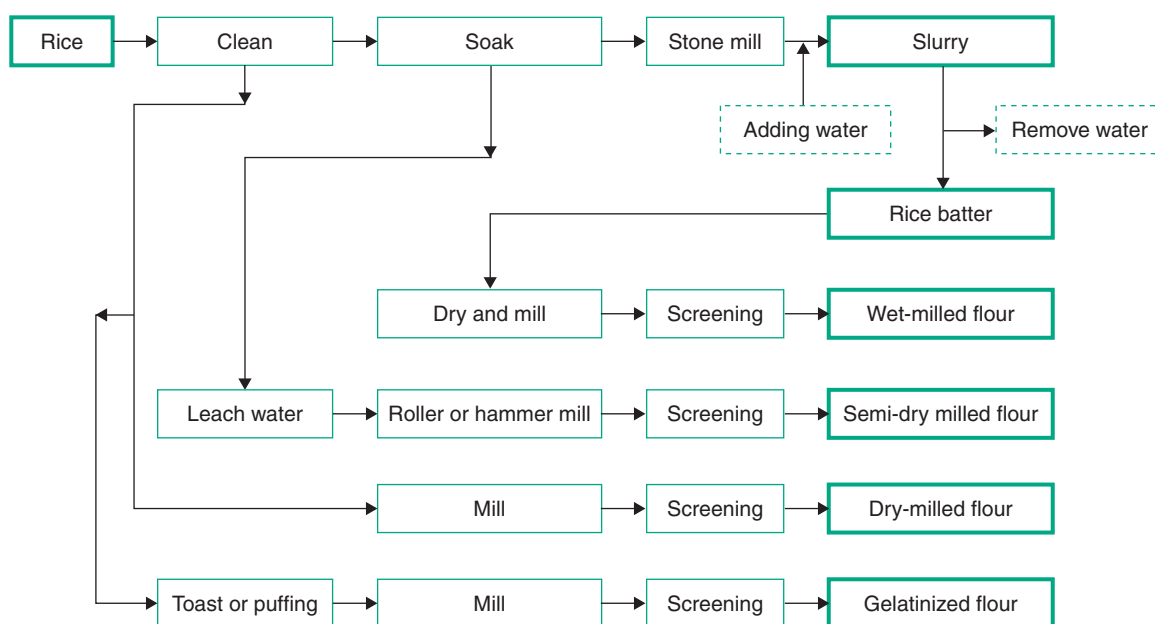 Rice
Clean
Soak
Stone mill
Slurry
Adding water
Remove water
Rice batter
Dry and mill
Screening
Wet-milled flour
Leach water
Roller or hammer mill
Screening
Semi-dry milled flour
Mill
Screening
Dry-milled flour
Toast or puffing
Mill
Screening
Gelatinized flour